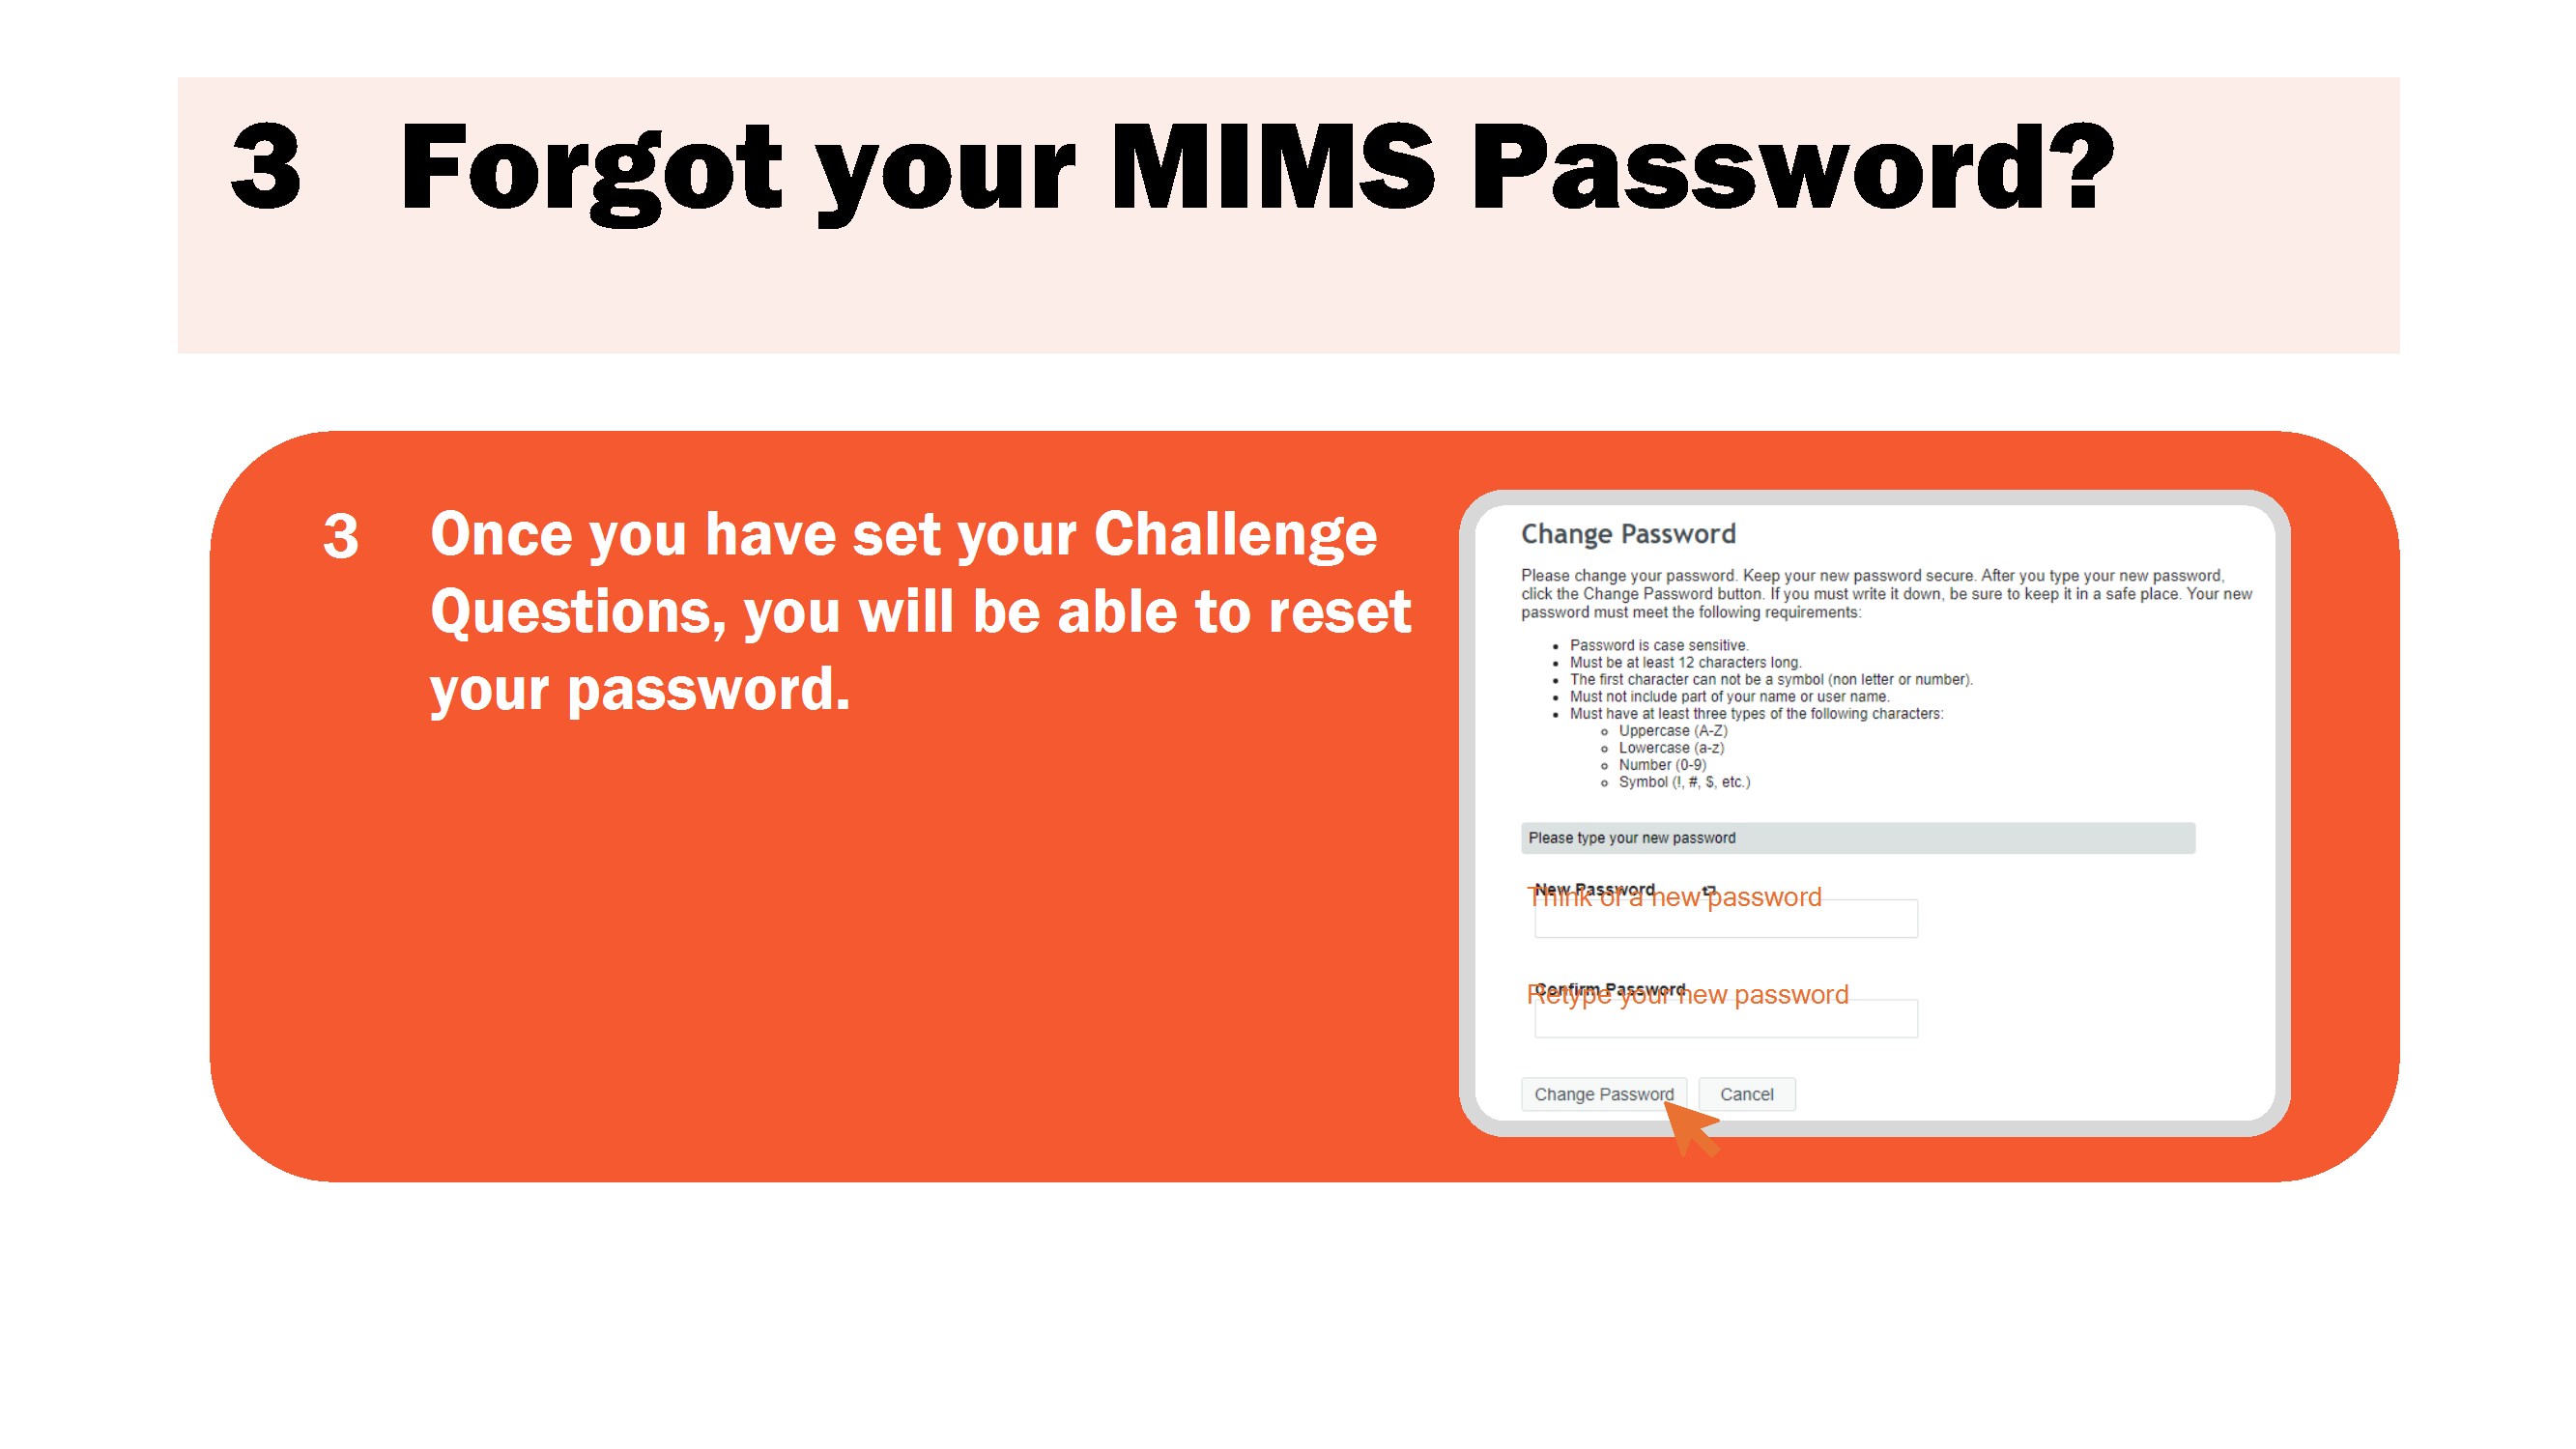 3 Forgot your MIMS Password?
3 Once you have set your Challenge
Questions, you will be able to reset
your password.
Change Password
Please change your password. Keep your new password secure. After you type your new password,
click the Change Password button. If you must write it down, be sure to keep it in a safe place. Your new
password must meet the following requirements:
• Password is case sensitive.
• Must be at least 12 characters long.
• The first character can not be a symbol (non letter or number).
• Must not include part of your name or user name.
• Must have at least three types of the following characters:
o Uppercase (A-Z)
o Lowercase (a-z)
o Number (0-9)
o Symbol (!, #, $, etc.)
Please type your new password
New Password
Think of a new password
Confirm Password
Retype your new password
Change Password Cancel